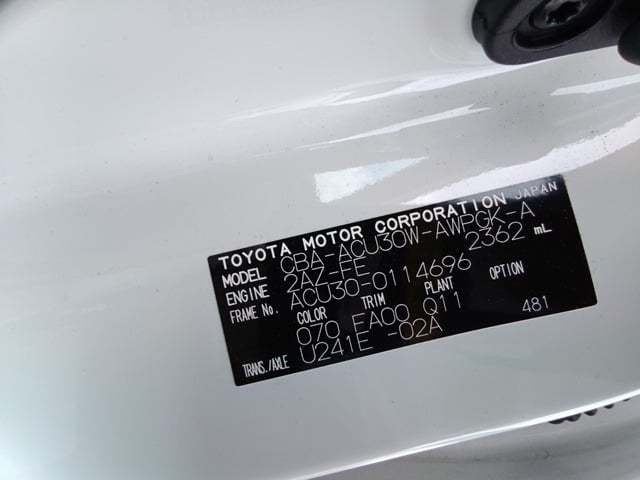 TOYOTA MOTOR CORPORATION JAPAN
MODEL CBA-ACU30W-AWPGK-A
ENGINE 2AZ-FE 2362 mL
FRAME No. ACU30-0114696
COLOR TRIM PLANT OPTION
070 FA00 Q11 481
TRANS./AXLE U241E -02A